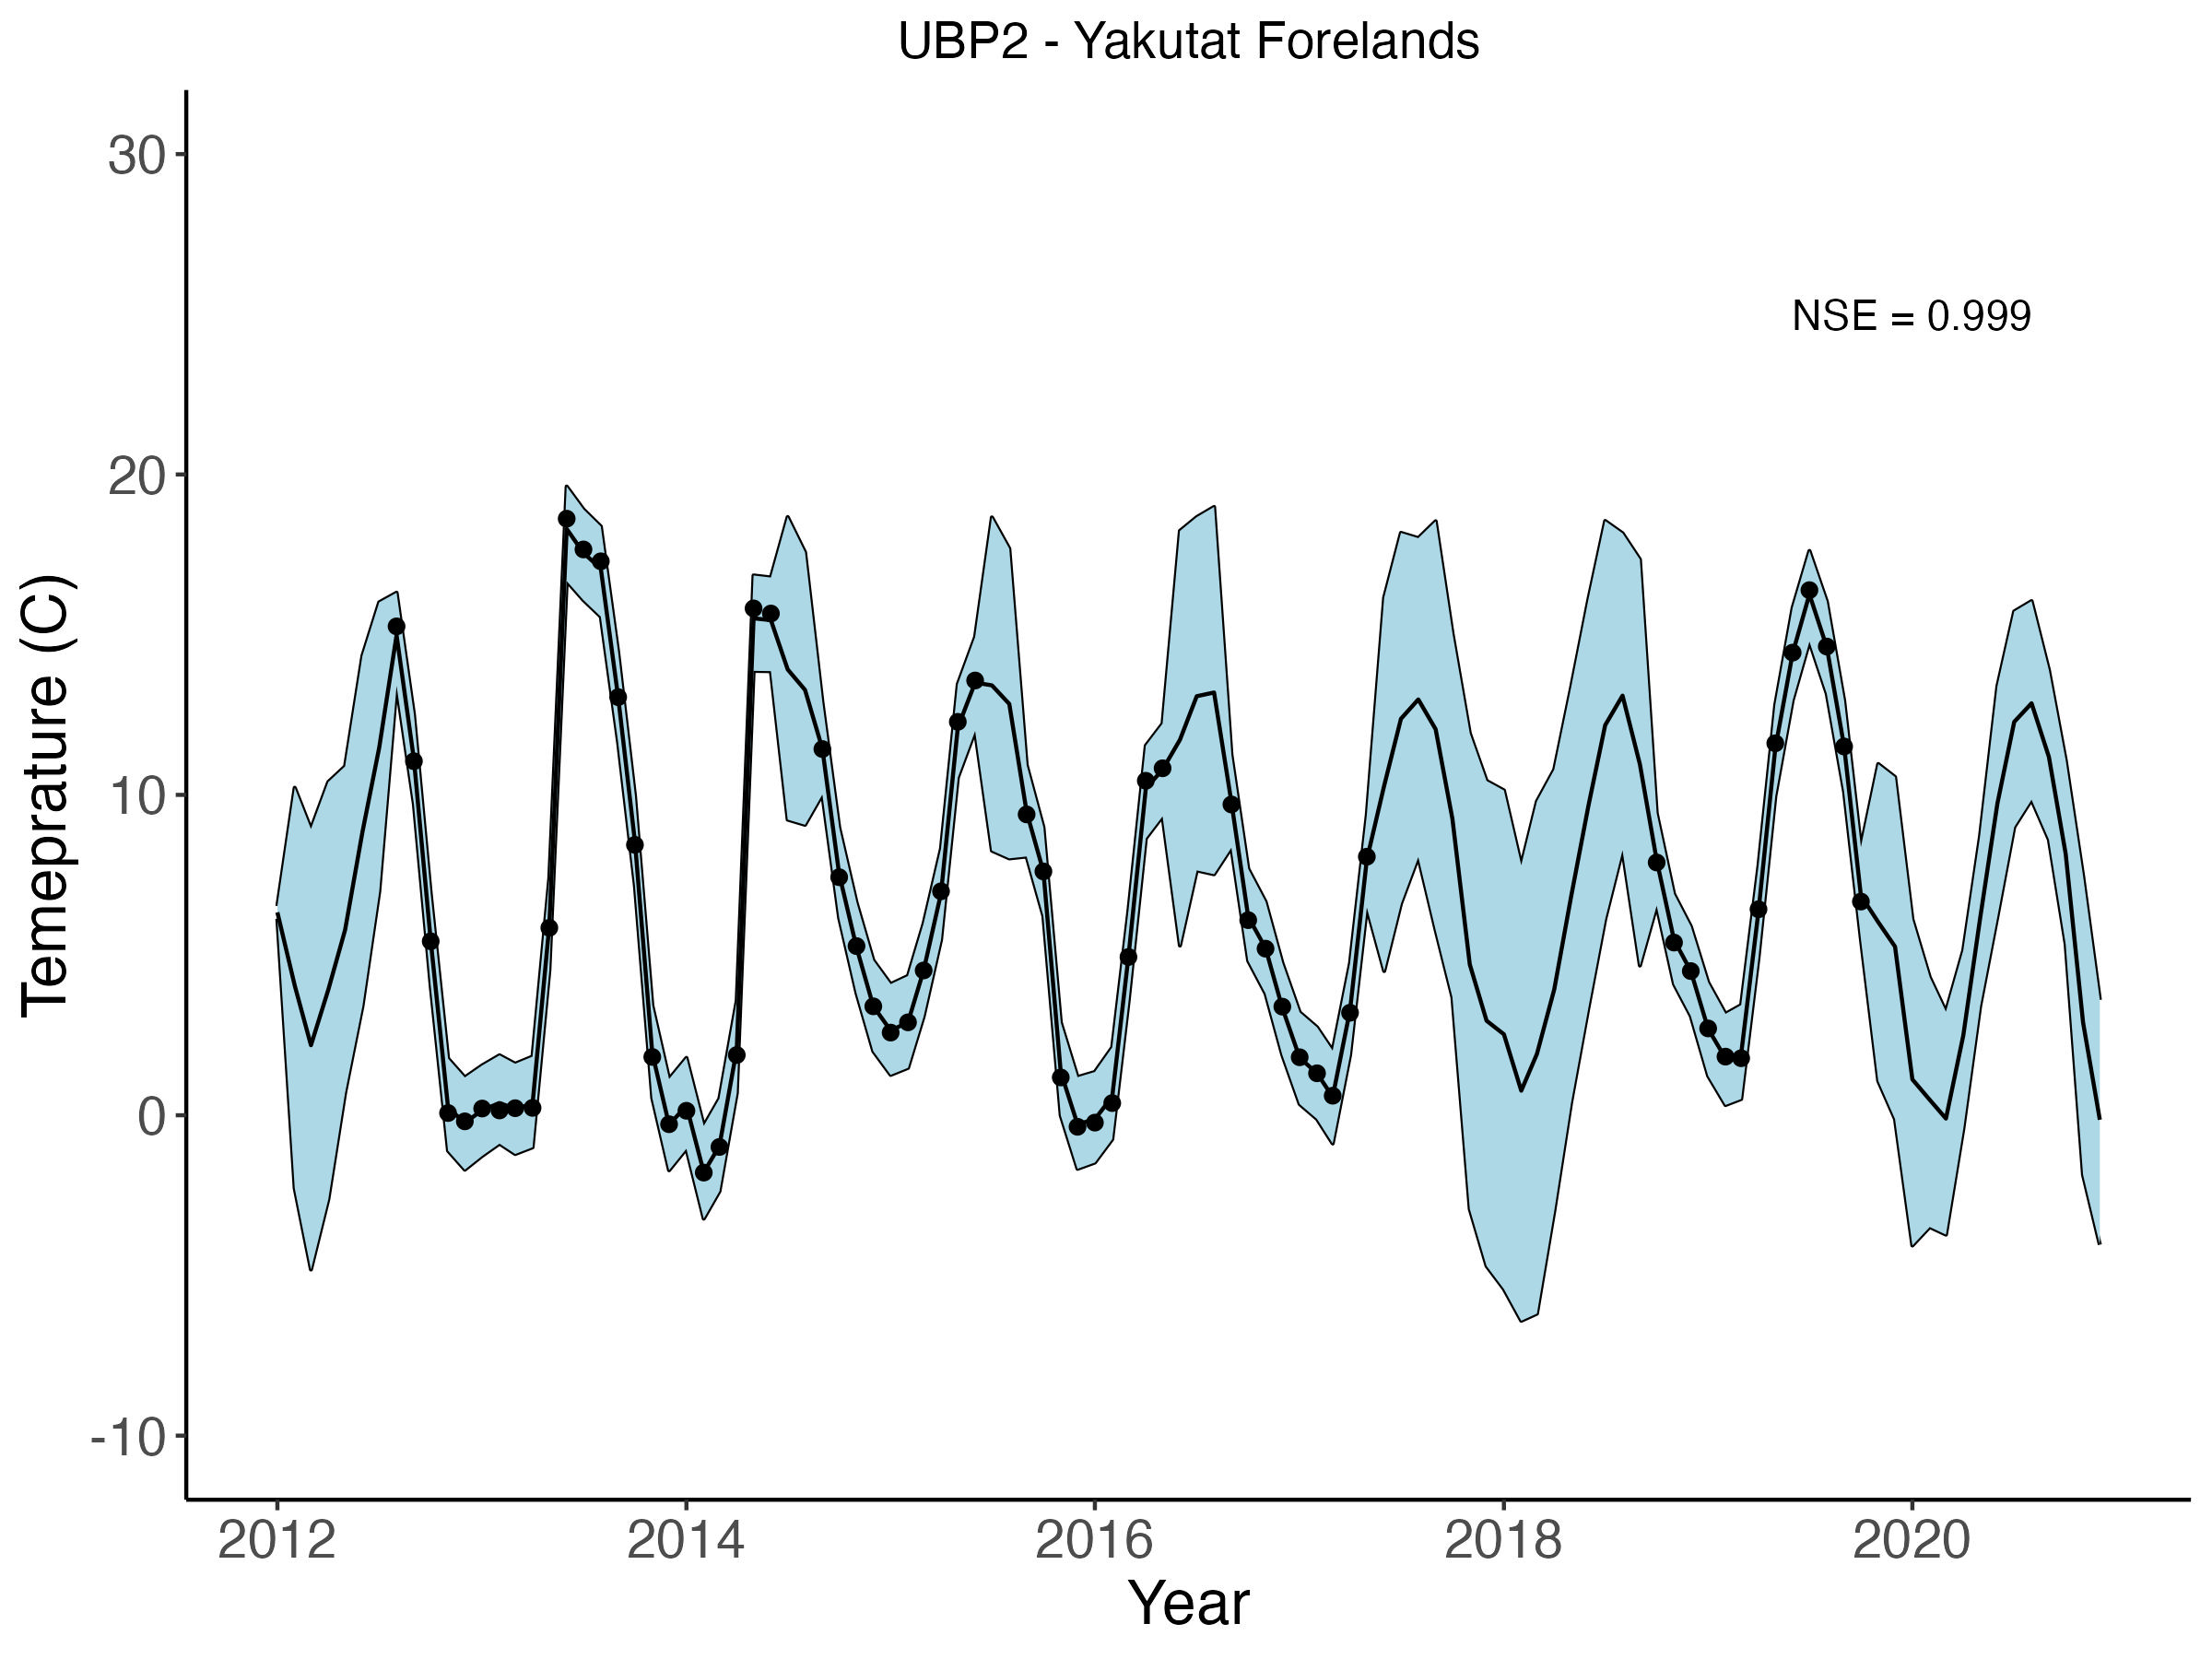 UBP2 - Yakutat Forelands
Temeprature (C)
30
20
10
0
-10
NSE = 0.999
2012
2014
2016
2018
2020
Year